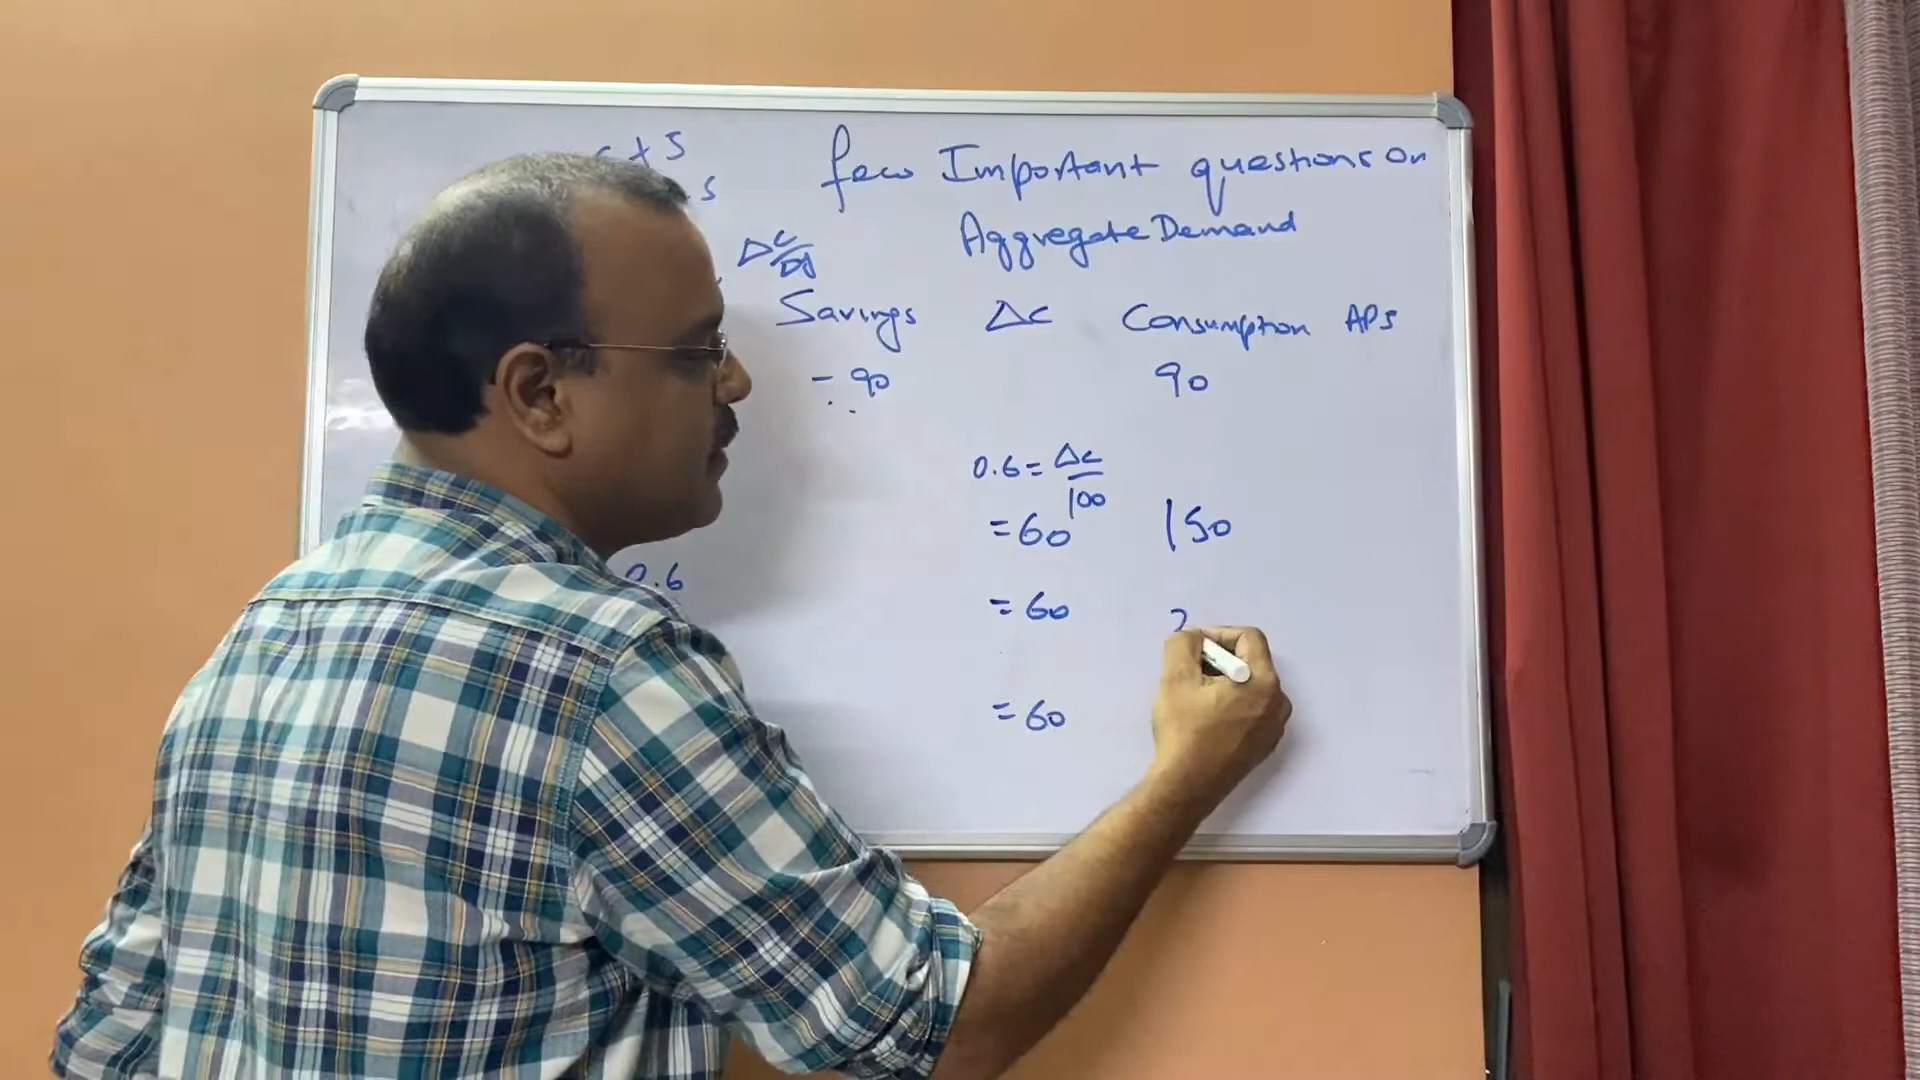 + S few Important questions on
s Aggregate Demand
ΔC/ΔY
Savings ΔC Consumption APS
- 90 90
0.6 = ΔC/100
= 60 150
0.6 = 60 2
= 60